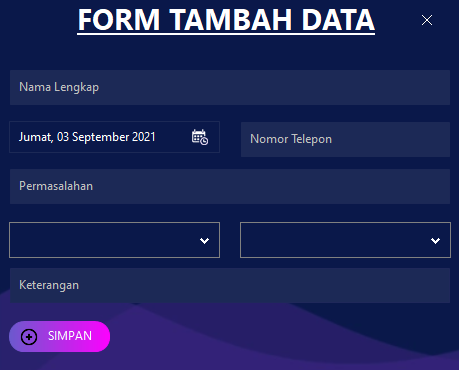 FORM TAMBAH DATA
Nama Lengkap
Jumat, 03 September 2021
Nomor Telepon
Permasalahan
Keterangan
SIMPAN